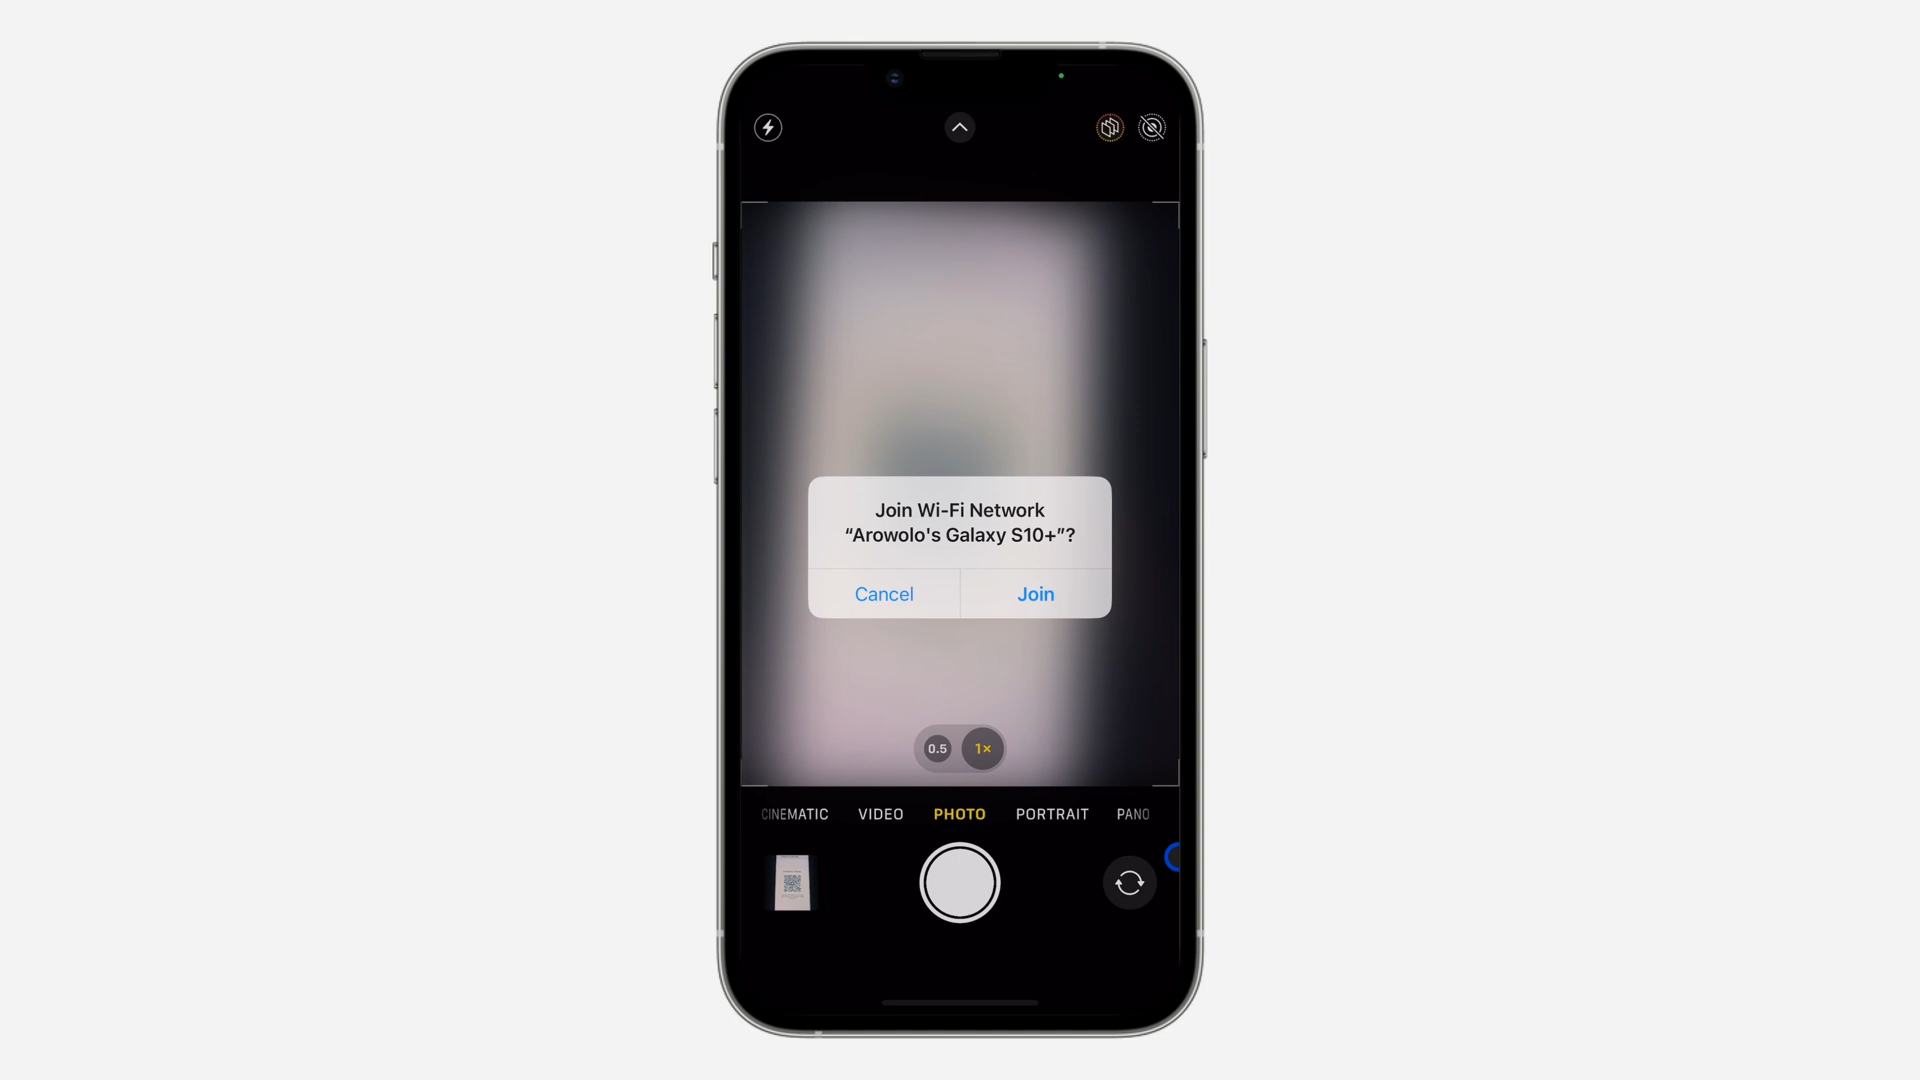 Join Wi-Fi Network
“Arowolo's Galaxy S10+”?
Cancel Join
0.5 1×
CINEMATIC VIDEO PHOTO PORTRAIT PANO